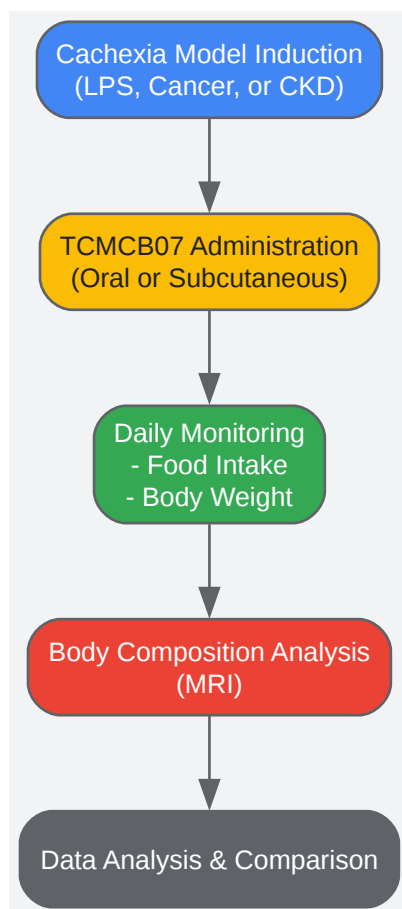 Cachexia Model Induction
(LPS, Cancer, or CKD)
TCMCB07 Administration
(Oral or Subcutaneous)
Daily Monitoring
- Food Intake
- Body Weight
Body Composition Analysis
(MRI)
Data Analysis & Comparison